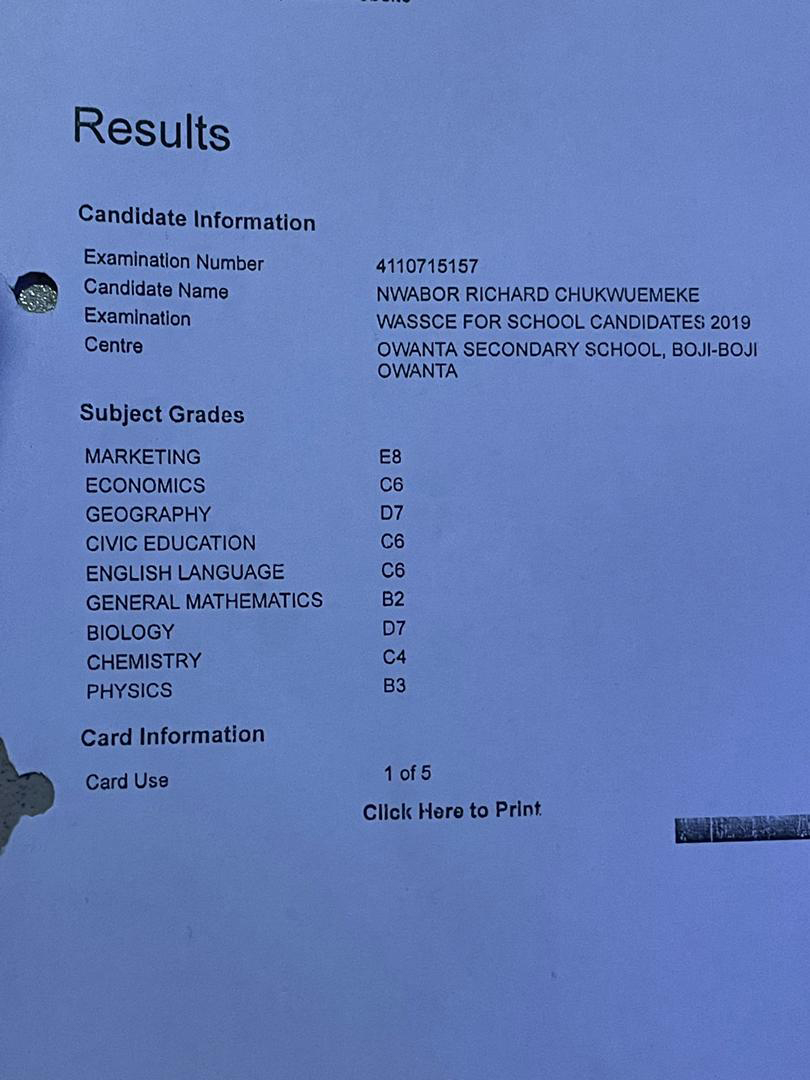 Results
Candidate Information
Examination Number 4110715157
Candidate Name NWABOR RICHARD CHUKWUEMEKE
Examination WASSCE FOR SCHOOL CANDIDATES 2019
Centre OWANTA SECONDARY SCHOOL, BOJI-BOJI
OWANTA
Subject Grades
MARKETING E8
ECONOMICS C6
GEOGRAPHY D7
CIVIC EDUCATION C6
ENGLISH LANGUAGE C6
GENERAL MATHEMATICS B2
BIOLOGY D7
CHEMISTRY C4
PHYSICS B3
Card Information
Card Use 1 of 5
Click Here to Print